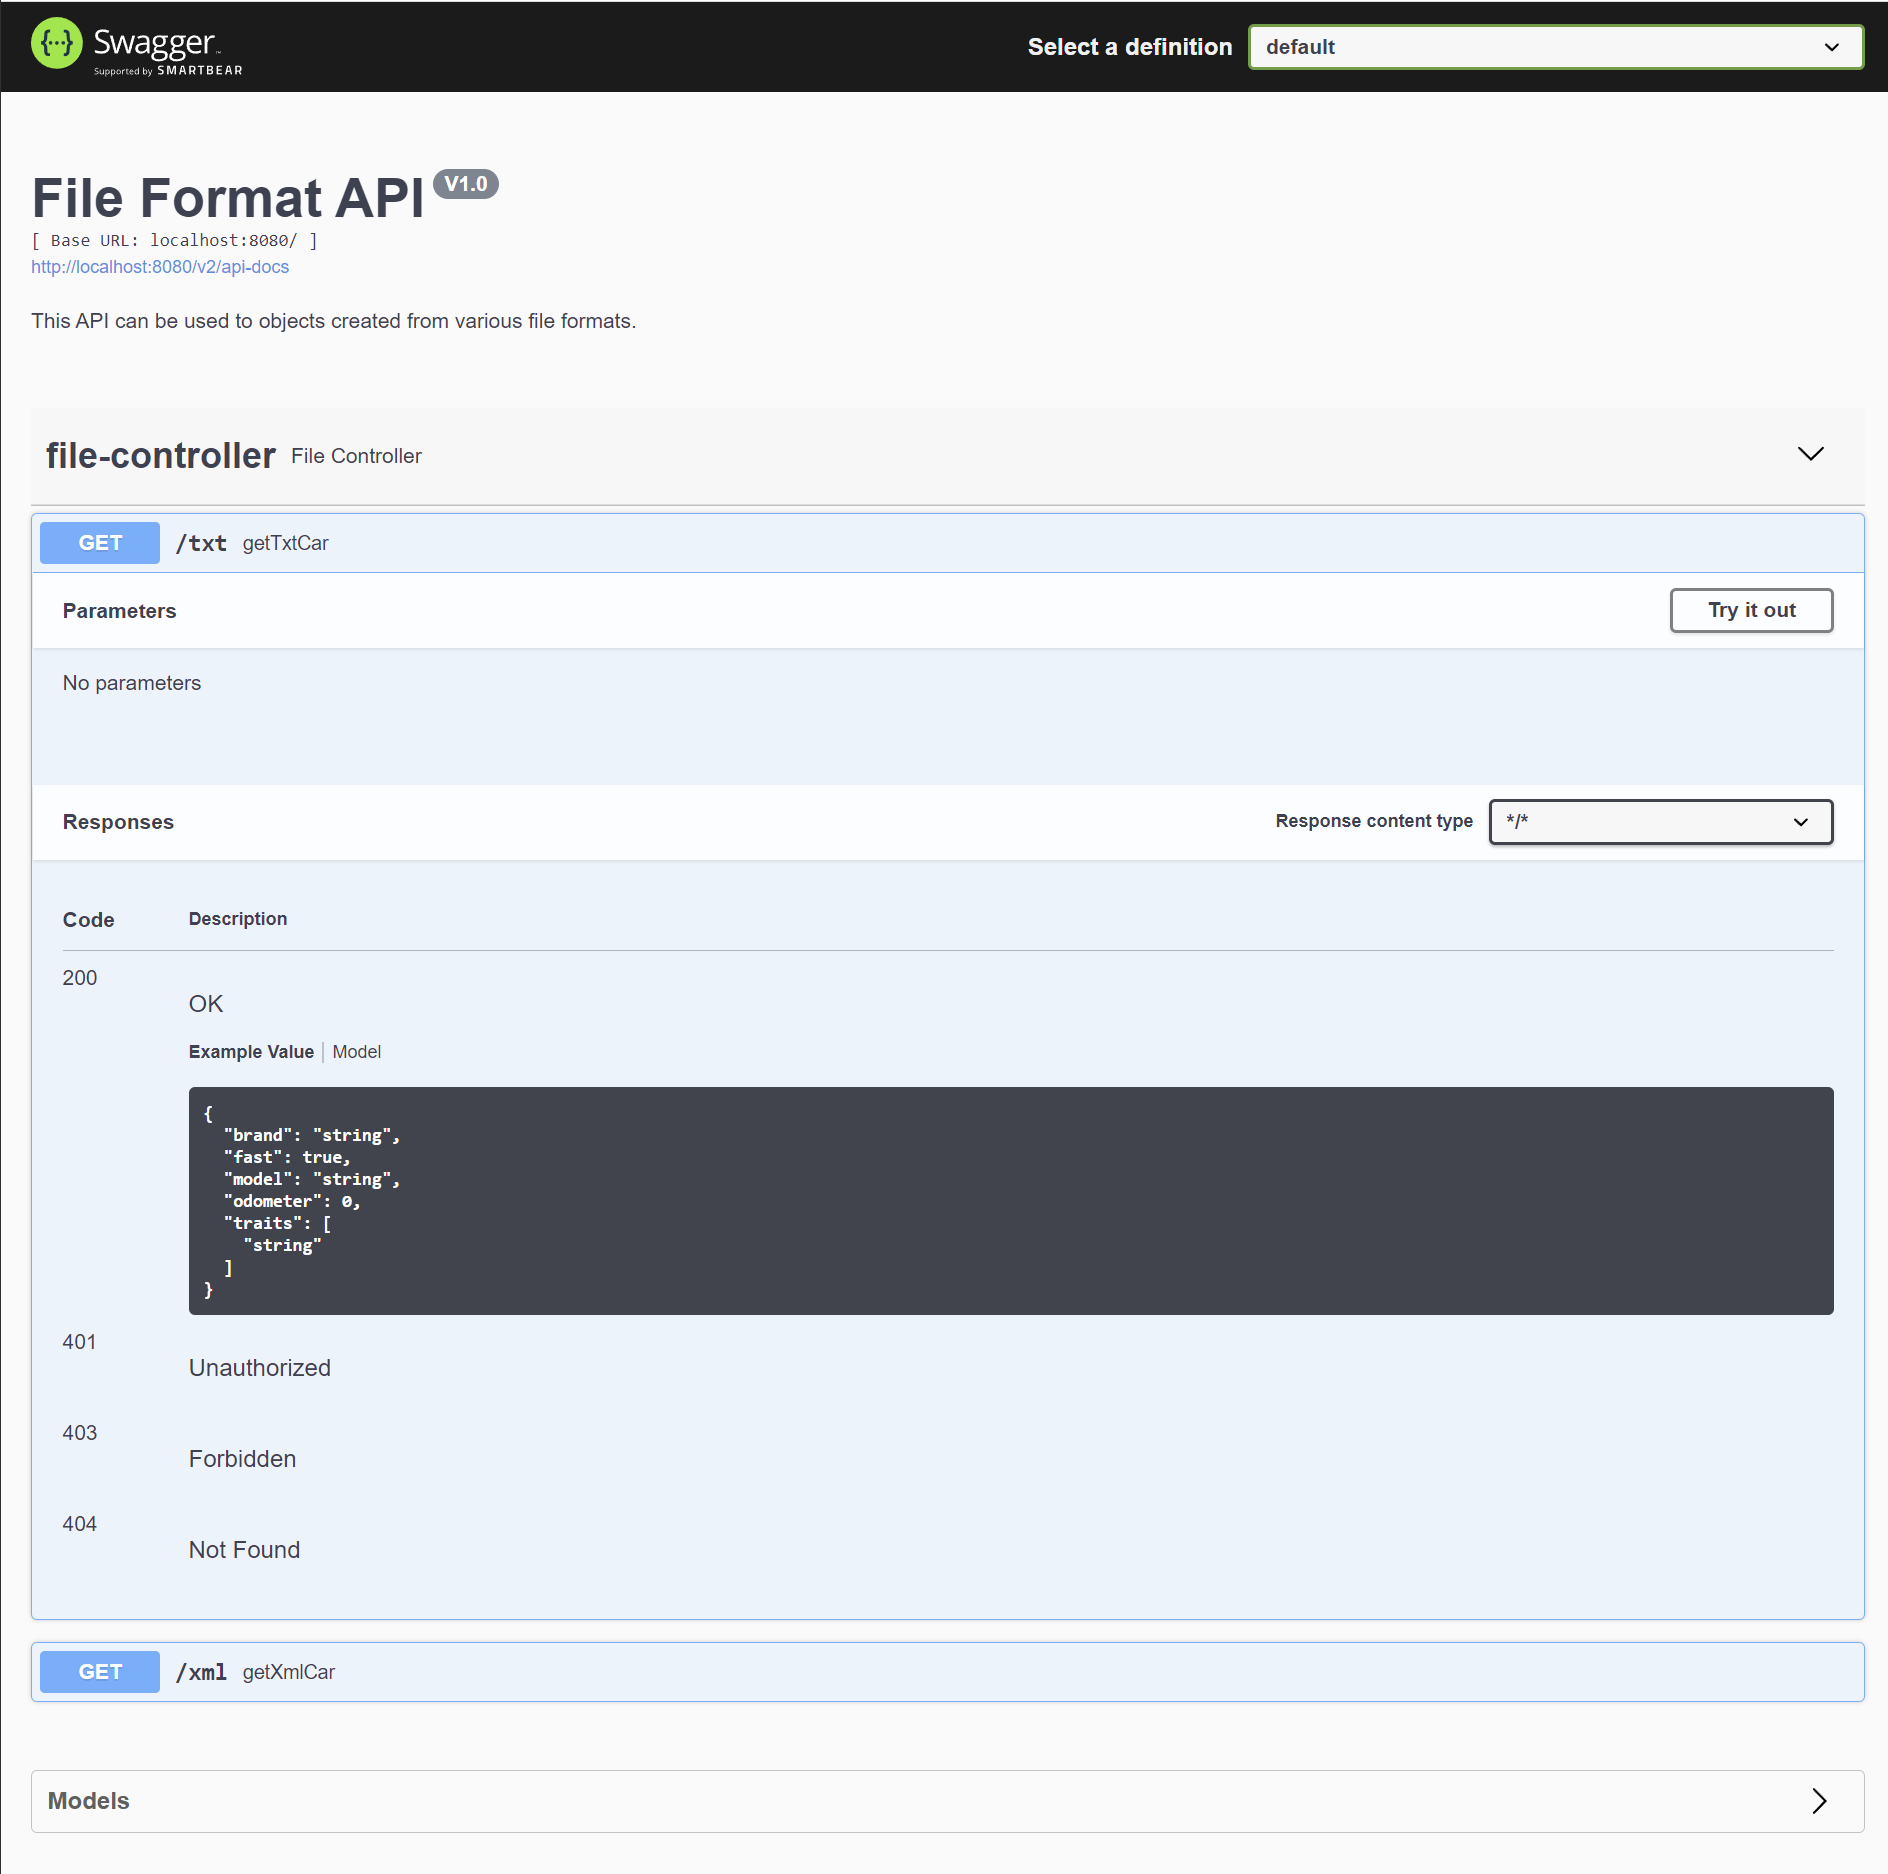 Swagger
Supported by SMARTBEAR
Select a definition
default
File Format API V1.0
[ Base URL: localhost:8080/ ]
http://localhost:8080/v2/api-docs
This API can be used to objects created from various file formats.
file-controller File Controller
GET /txt getTxtCar
Parameters
Try it out
No parameters
Responses
Response content type
*/*
Code Description
200
OK
Example Value Model
{
  "brand": "string",
  "fast": true,
  "model": "string",
  "odometer": 0,
  "traits": [
    "string"
  ]
}
401
Unauthorized
403
Forbidden
404
Not Found
GET /xml getXmlCar
Models